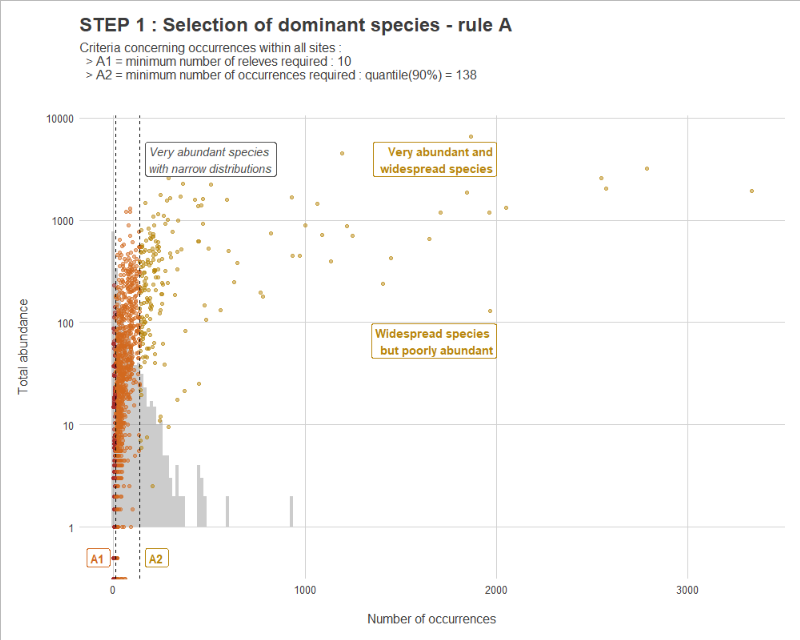 STEP 1 : Selection of dominant species - rule A
Criteria concerning occurrences within all sites :
> A1 = minimum number of releves required : 10
> A2 = minimum number of occurrences required : quantile(90%) = 138
10000
1000
100
10
1
Total abundance
Very abundant species
with narrow distributions
Very abundant and
widespread species
Widespread species
but poorly abundant
A1
A2
0
1000
2000
3000
Number of occurrences